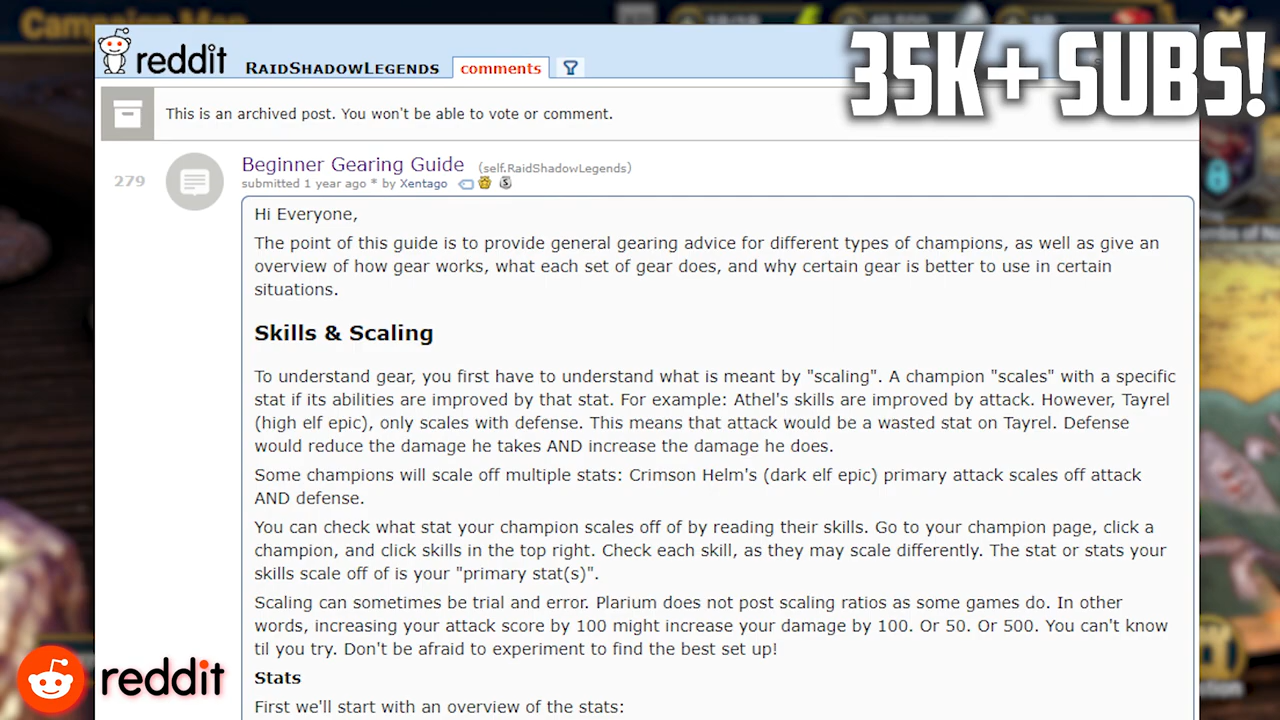 Campaign Map
35K+ SUBS!
reddit RAIDSHADOWLEGENDS comments
This is an archived post. You won't be able to vote or comment.
279
Beginner Gearing Guide (self.RaidShadowLegends)
submitted 1 year ago * by Xentago
Hi Everyone,
The point of this guide is to provide general gearing advice for different types of champions, as well as give an
overview of how gear works, what each set of gear does, and why certain gear is better to use in certain
situations.
Skills & Scaling
To understand gear, you first have to understand what is meant by "scaling". A champion "scales" with a specific
stat if its abilities are improved by that stat. For example: Athel's skills are improved by attack. However, Tayrel
(high elf epic), only scales with defense. This means that attack would be a wasted stat on Tayrel. Defense
would reduce the damage he takes AND increase the damage he does.
Some champions will scale off multiple stats: Crimson Helm's (dark elf epic) primary attack scales off attack
AND defense.
You can check what stat your champion scales off of by reading their skills. Go to your champion page, click a
champion, and click skills in the top right. Check each skill, as they may scale differently. The stat or stats your
skills scale off of is your "primary stat(s)".
Scaling can sometimes be trial and error. Plarium does not post scaling ratios as some games do. In other
words, increasing your attack score by 100 might increase your damage by 100. Or 50. Or 500. You can't know
til you try. Don't be afraid to experiment to find the best set up!
Stats
First we'll start with an overview of the stats:
reddit